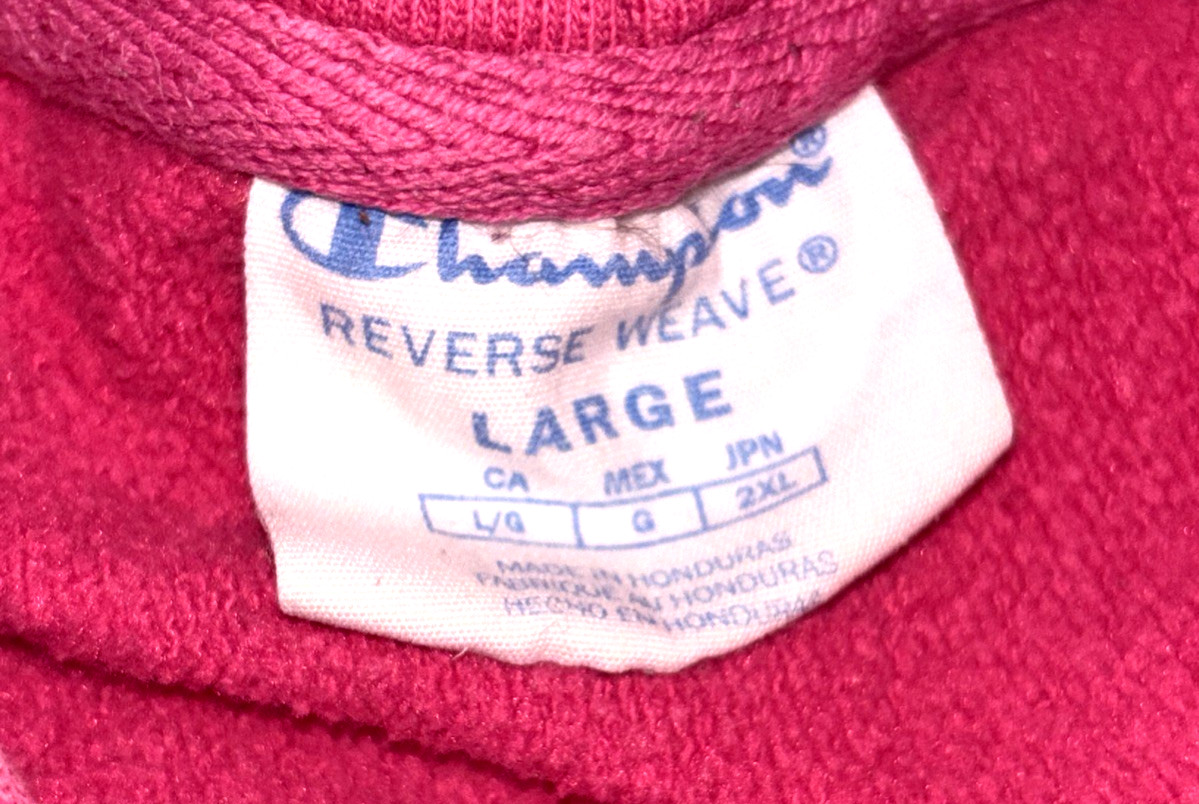 Champion®
REVERSE WEAVE®
LARGE
CA MEX JPN
L/G G 2XL
MADE IN HONDURAS
FABRIQUE AU HONDURAS
HECHO EN HONDURAS